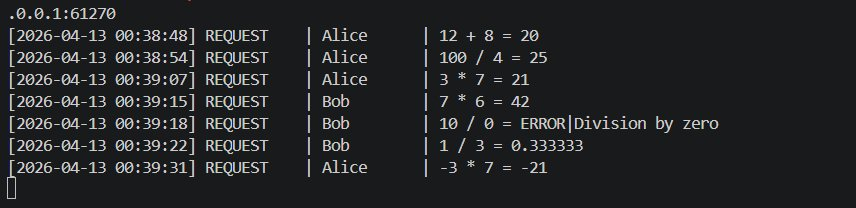 .0.0.1:61270
[2026-04-13 00:38:48] REQUEST    | Alice      | 12 + 8 = 20
[2026-04-13 00:38:54] REQUEST    | Alice      | 100 / 4 = 25
[2026-04-13 00:39:07] REQUEST    | Alice      | 3 * 7 = 21
[2026-04-13 00:39:15] REQUEST    | Bob        | 7 * 6 = 42
[2026-04-13 00:39:18] REQUEST    | Bob        | 10 / 0 = ERROR|Division by zero
[2026-04-13 00:39:22] REQUEST    | Bob        | 1 / 3 = 0.333333
[2026-04-13 00:39:31] REQUEST    | Alice      | -3 * 7 = -21